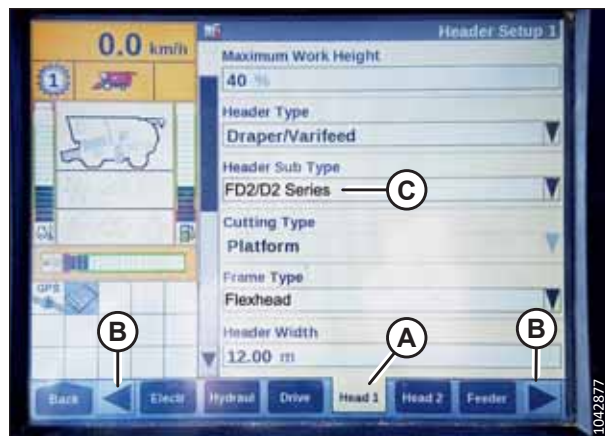 0.0 km/h
Header Setup 1
Maximum Work Height
40 %
1
Header Type
Draper/Varifeed
Header Sub Type
FD2/D2 Series
C
Cutting Type
Platform
Frame Type
Flexhead
GPS
Header Width
12.00 m
B
A
B
Back
Electr
Hydraul
Drive
Head 1
Head 2
Feeder
1042877